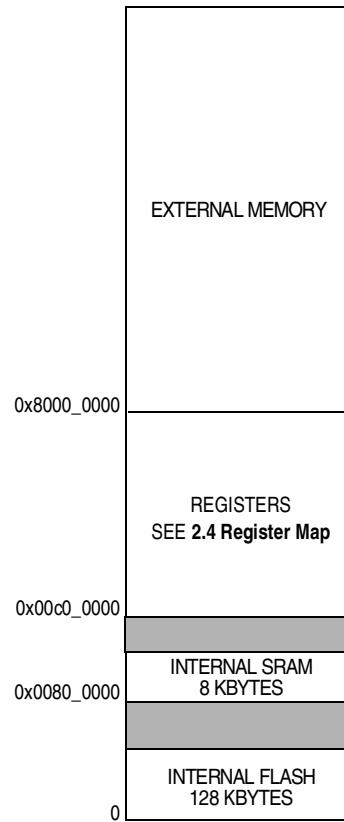 EXTERNAL MEMORY
0x8000_0000
REGISTERS
SEE 2.4 Register Map
0x00c0_0000
INTERNAL SRAM
8 KBYTES
0x0080_0000
INTERNAL FLASH
128 KBYTES
0